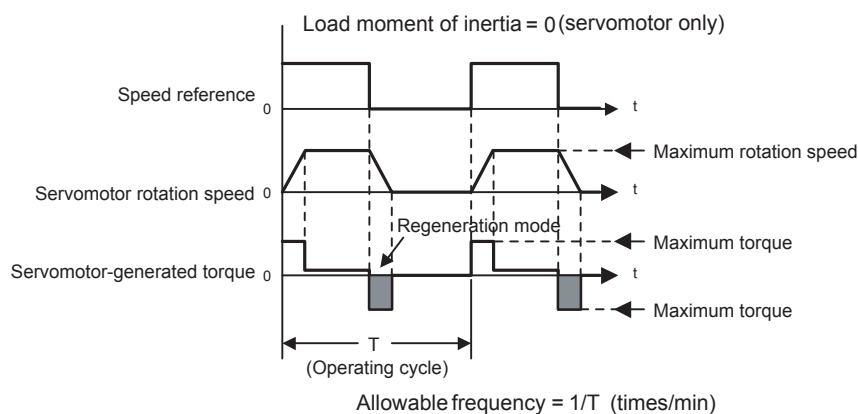 Load moment of inertia = 0 (servomotor only)
Speed reference
0
t
Maximum rotation speed
Servomotor rotation speed
0
t
Regeneration mode
Maximum torque
Servomotor-generated torque
0
t
Maximum torque
T
(Operating cycle)
Allowable frequency = 1/T (times/min)